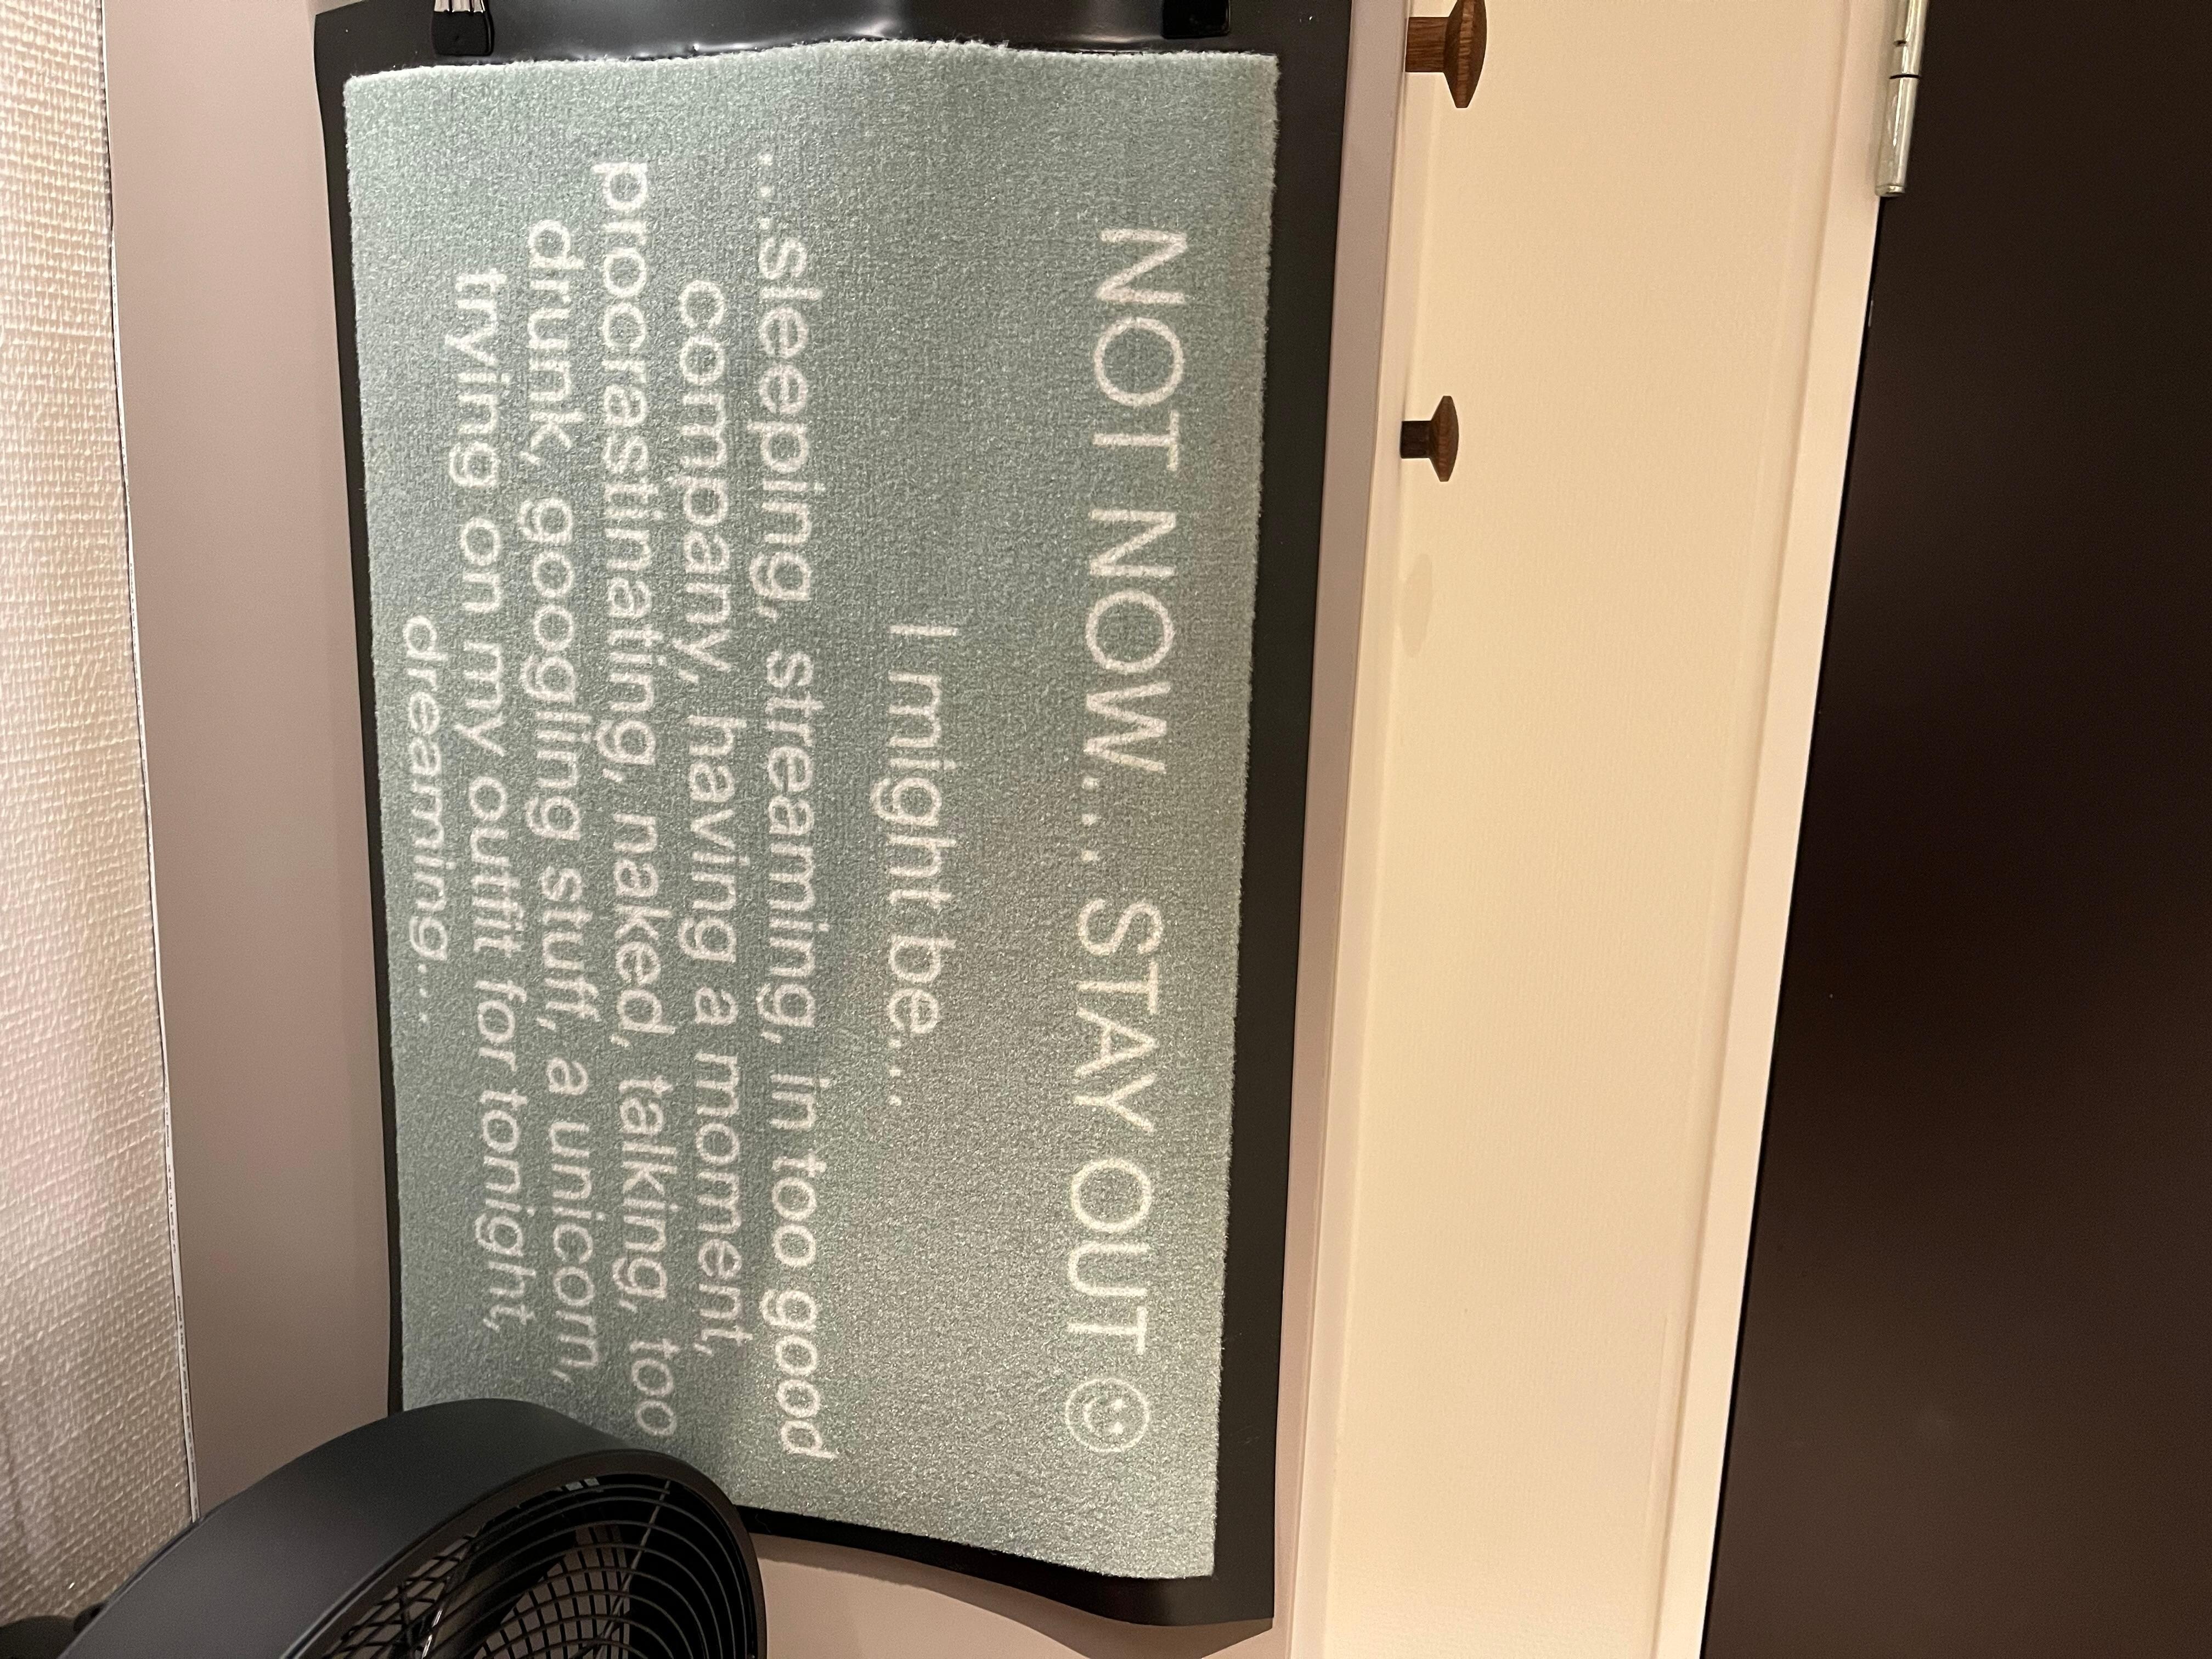 NOT NOW... STAY OUT ☺
I might be...
...sleeping, streaming, in too good
company, having a moment,
procrastinating, naked, talking, too
drunk, googling stuff, a unicorn,
trying on my outfit for tonight,
dreaming...